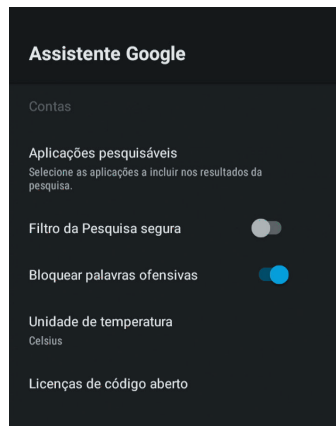 Assistente Google
Contas
Aplicações pesquisáveis
Selecione as aplicações a incluir nos resultados da
pesquisa.
Filtro da Pesquisa segura
Bloquear palavras ofensivas
Unidade de temperatura
Celsius
Licenças de código aberto